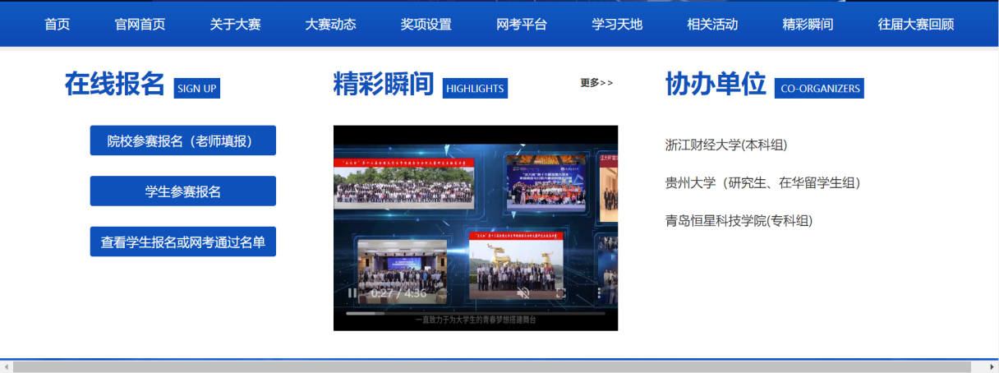 首页 官网首页 关于大赛 大赛动态 奖项设置 网考平台 学习天地 相关活动 精彩瞬间 往届大赛回顾
在线报名 SIGN UP
院校参赛报名（老师填报）
学生参赛报名
查看学生报名或网考通过名单
精彩瞬间 HIGHLIGHTS
更多>>
0:27 / 4:36
一直致力于为大学生的青春梦想搭建舞台
协办单位 CO-ORGANIZERS
浙江财经大学(本科组)
贵州大学（研究生、在华留学生组）
青岛恒星科技学院(专科组)